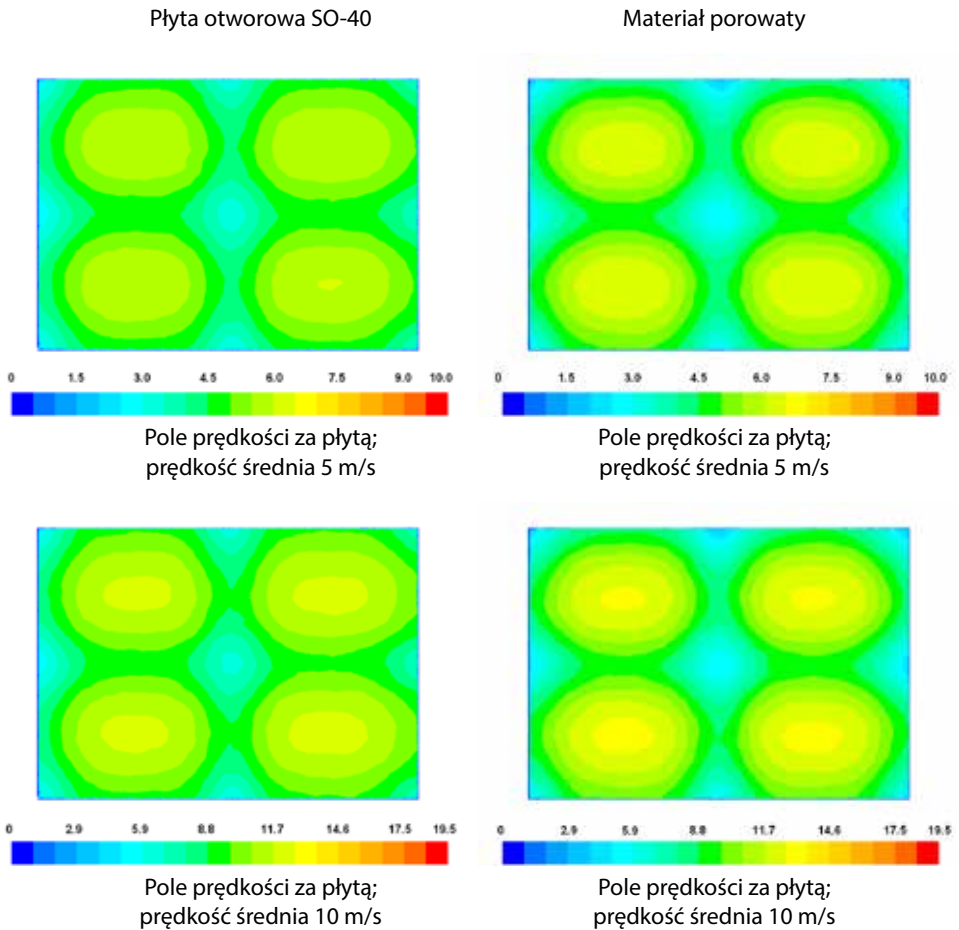 Płyta otworowa SO-40
Materiał porowaty
0 1.5 3.0 4.5 6.0 7.5 9.0 10.0
0 1.5 3.0 4.5 6.0 7.5 9.0 10.0
Pole prędkości za płytą;
prędkość średnia 5 m/s
Pole prędkości za płytą;
prędkość średnia 5 m/s
0 2.9 5.9 8.8 11.7 14.6 17.5 19.5
0 2.9 5.9 8.8 11.7 14.6 17.5 19.5
Pole prędkości za płytą;
prędkość średnia 10 m/s
Pole prędkości za płytą;
prędkość średnia 10 m/s